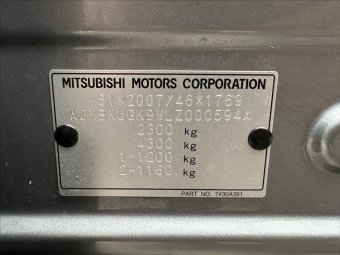 MITSUBISHI MOTORS CORPORATION
e1*2007/46*1769
2300 kg
4300 kg
1-1200 kg
2-1160 kg
PART NO. 7430A391